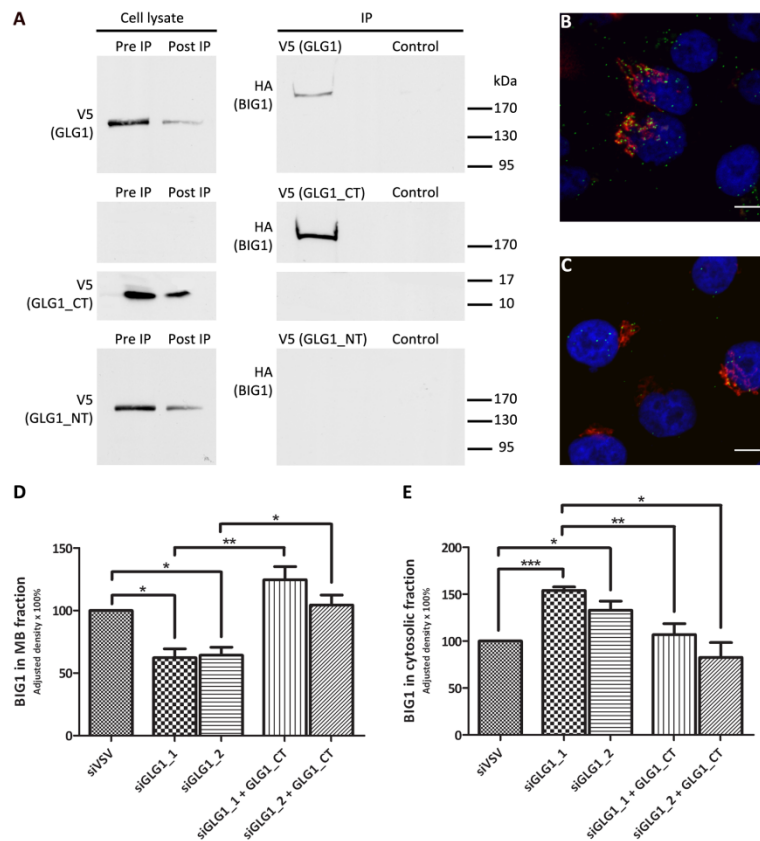 A
Cell lysate
IP
Pre IP Post IP
V5 (GLG1) Control
V5
(GLG1)
HA
(BIG1)
kDa
170
130
95
Pre IP Post IP
V5 (GLG1_CT) Control
HA
(BIG1)
170
V5
(GLG1_CT)
17
10
Pre IP Post IP
V5 (GLG1_NT) Control
V5
(GLG1_NT)
HA
(BIG1)
170
130
95
B
C
D
BIG1 in MB fraction
Adjusted density x 100%
150
100
50
0
*
*
**
*
siVSV
siGLG1_1
siGLG1_2
siGLG1_1 + GLG1_CT
siGLG1_2 + GLG1_CT
E
BIG1 in cytosolic fraction
Adjusted density x 100%
200
150
100
50
0
***
*
**
*
siVSV
siGLG1_1
siGLG1_2
siGLG1_1 + GLG1_CT
siGLG1_2 + GLG1_CT